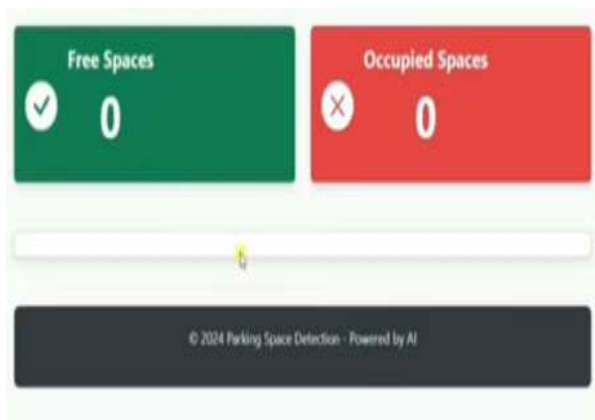 Free Spaces
0
Occupied Spaces
0
© 2024 Parking Space Detection - Powered by AI